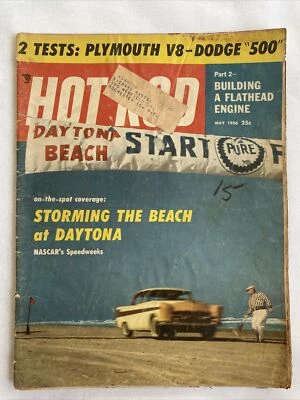 2 TESTS: PLYMOUTH V8–DODGE "500"
Part 2–
BUILDING
A FLATHEAD
ENGINE
HOT ROD
MAY 1956 25¢
DAYTONA
BEACH
START
PURE
F
15
on-the-spot coverage:
STORMING THE BEACH
at DAYTONA
NASCAR's Speedweeks